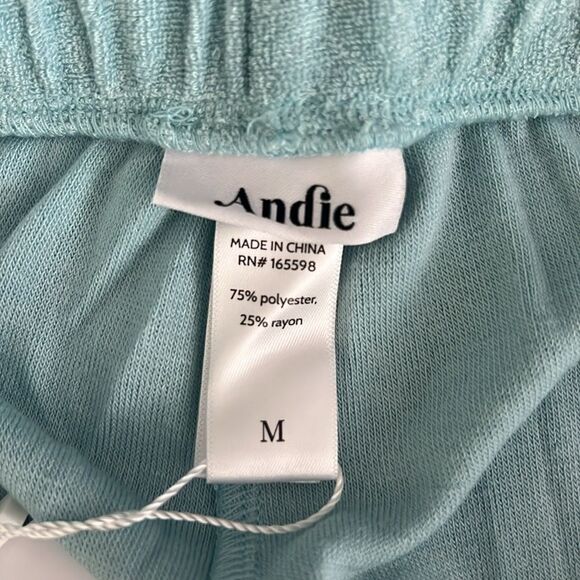 Andie
MADE IN CHINA
RN# 165598
75% polyester,
25% rayon
M